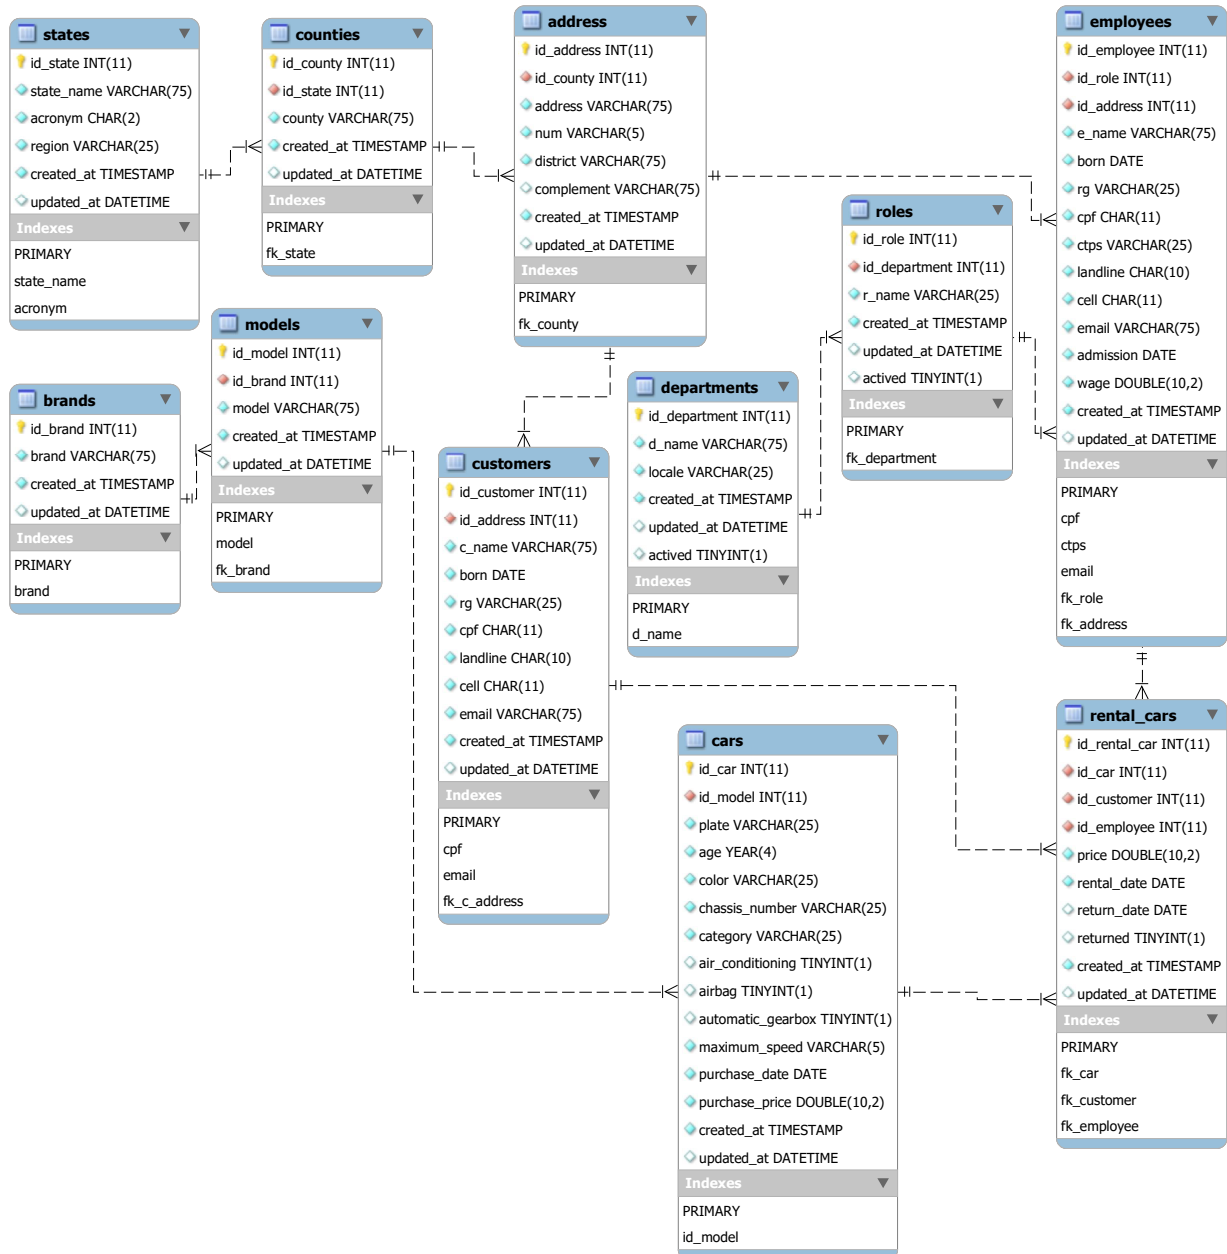 states
id_state INT(11)
state_name VARCHAR(75)
acronym CHAR(2)
region VARCHAR(25)
created_at TIMESTAMP
updated_at DATETIME
Indexes
PRIMARY
state_name
acronym
counties
id_county INT(11)
id_state INT(11)
county VARCHAR(75)
created_at TIMESTAMP
updated_at DATETIME
Indexes
PRIMARY
fk_state
address
id_address INT(11)
id_county INT(11)
address VARCHAR(75)
num VARCHAR(5)
district VARCHAR(75)
complement VARCHAR(75)
created_at TIMESTAMP
updated_at DATETIME
Indexes
PRIMARY
fk_county
employees
id_employee INT(11)
id_role INT(11)
id_address INT(11)
e_name VARCHAR(75)
born DATE
rg VARCHAR(25)
cpf CHAR(11)
ctps VARCHAR(25)
landline CHAR(10)
cell CHAR(11)
email VARCHAR(75)
admission DATE
wage DOUBLE(10,2)
created_at TIMESTAMP
updated_at DATETIME
Indexes
PRIMARY
cpf
ctps
email
fk_role
fk_address
roles
id_role INT(11)
id_department INT(11)
r_name VARCHAR(25)
created_at TIMESTAMP
updated_at DATETIME
actived TINYINT(1)
Indexes
PRIMARY
fk_department
models
id_model INT(11)
id_brand INT(11)
model VARCHAR(75)
created_at TIMESTAMP
updated_at DATETIME
Indexes
PRIMARY
model
fk_brand
brands
id_brand INT(11)
brand VARCHAR(75)
created_at TIMESTAMP
updated_at DATETIME
Indexes
PRIMARY
brand
departments
id_department INT(11)
d_name VARCHAR(75)
locale VARCHAR(25)
created_at TIMESTAMP
updated_at DATETIME
actived TINYINT(1)
Indexes
PRIMARY
d_name
customers
id_customer INT(11)
id_address INT(11)
c_name VARCHAR(75)
born DATE
rg VARCHAR(25)
cpf CHAR(11)
landline CHAR(10)
cell CHAR(11)
email VARCHAR(75)
created_at TIMESTAMP
updated_at DATETIME
Indexes
PRIMARY
cpf
email
fk_c_address
cars
id_car INT(11)
id_model INT(11)
plate VARCHAR(25)
age YEAR(4)
color VARCHAR(25)
chassis_number VARCHAR(25)
category VARCHAR(25)
air_conditioning TINYINT(1)
airbag TINYINT(1)
automatic_gearbox TINYINT(1)
maximum_speed VARCHAR(5)
purchase_date DATE
purchase_price DOUBLE(10,2)
created_at TIMESTAMP
updated_at DATETIME
Indexes
PRIMARY
id_model
rental_cars
id_rental_car INT(11)
id_car INT(11)
id_customer INT(11)
id_employee INT(11)
price DOUBLE(10,2)
rental_date DATE
return_date DATE
returned TINYINT(1)
created_at TIMESTAMP
updated_at DATETIME
Indexes
PRIMARY
fk_car
fk_customer
fk_employee